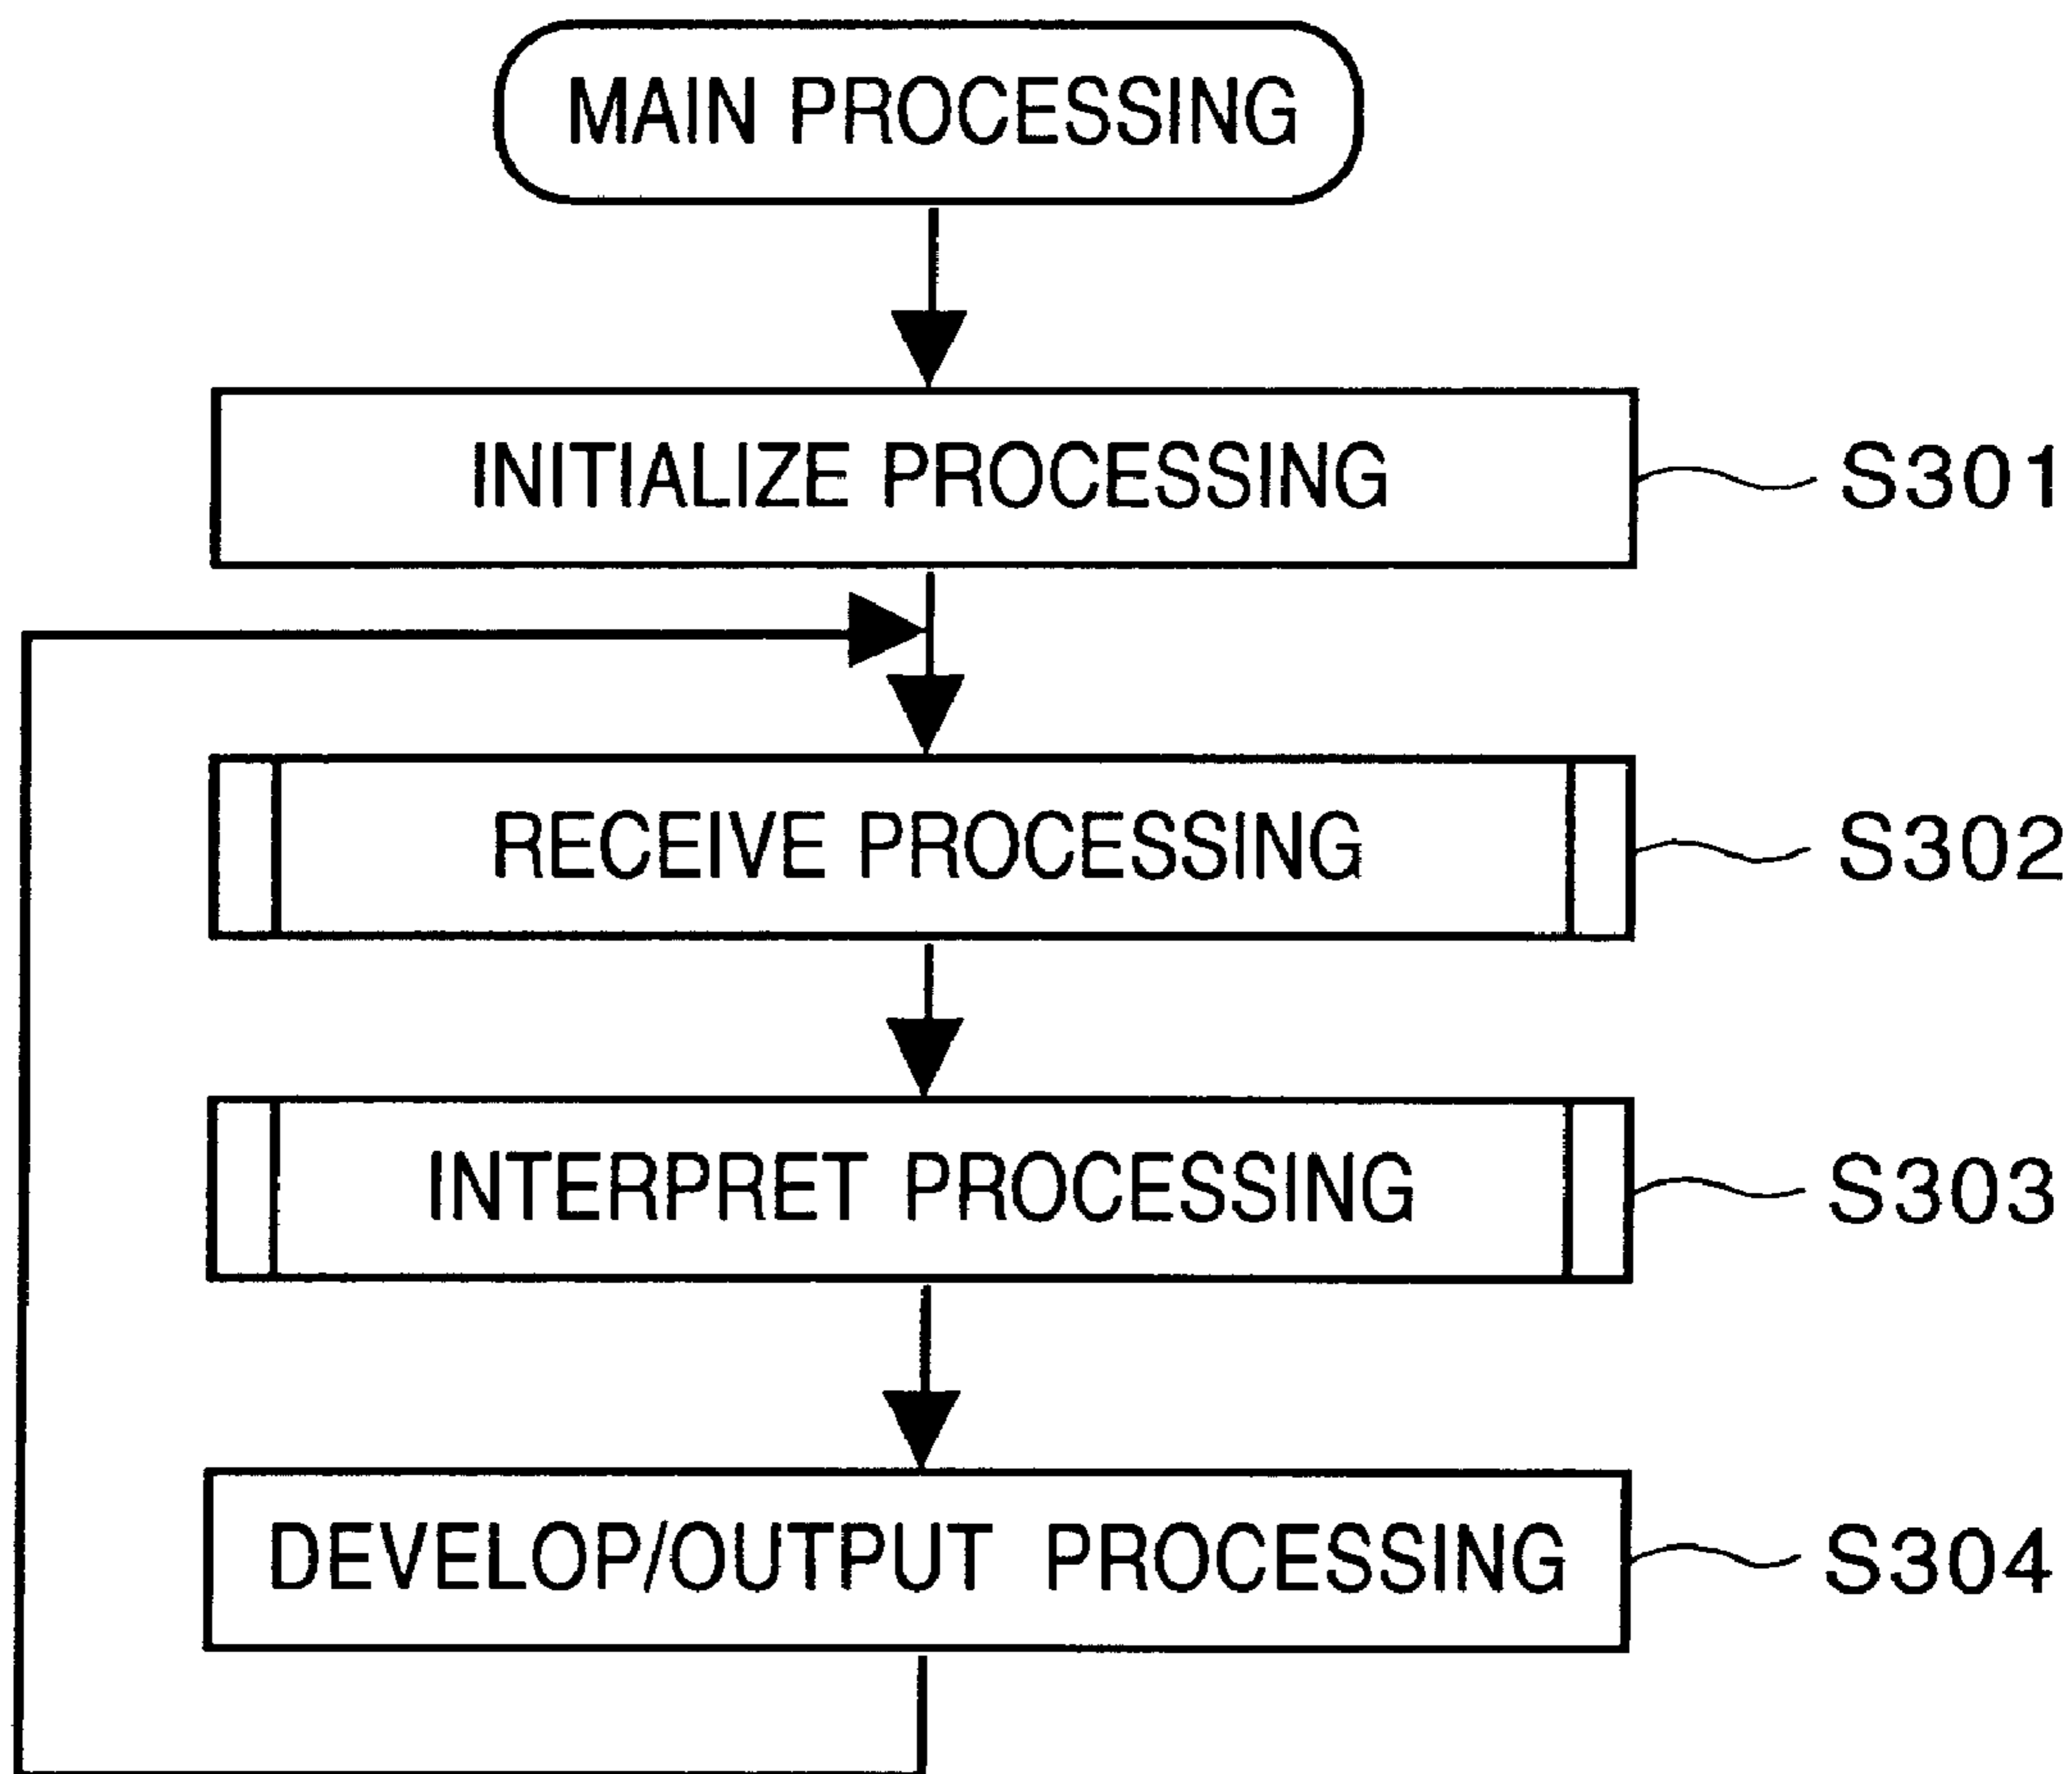 MAIN PROCESSING
INITIALIZE PROCESSING
S301
RECEIVE PROCESSING
S302
INTERPRET PROCESSING
S303
DEVELOP/OUTPUT PROCESSING
S304